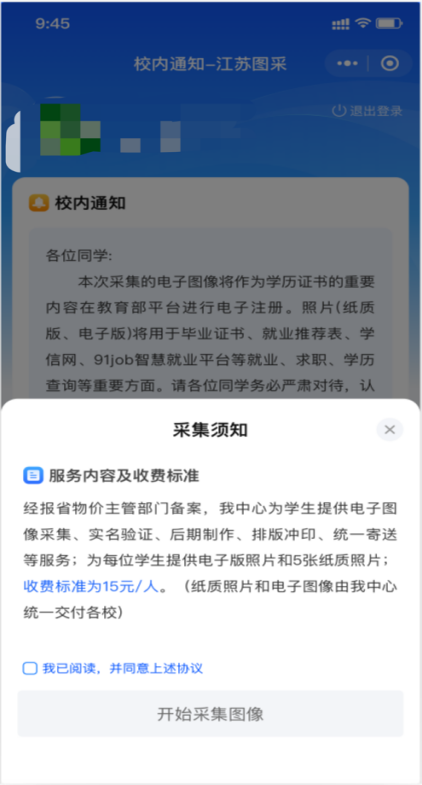 9:45
校内通知-江苏图采
退出登录
校内通知
各位同学:
本次采集的电子图像将作为学历证书的重要
内容在教育部平台进行电子注册。照片(纸质
版、电子版)将用于毕业证书、就业推荐表、学
信网、91job智慧就业平台等就业、求职、学历
查询等重要方面。请各位同学务必严肃对待，认
采集须知
服务内容及收费标准
经报省物价主管部门备案，我中心为学生提供电子图
像采集、实名验证、后期制作、排版冲印、统一寄送
等服务；为每位学生提供电子版照片和5张纸质照片；
收费标准为15元/人。（纸质照片和电子图像由我中心
统一交付各校）
我已阅读，并同意上述协议
开始采集图像